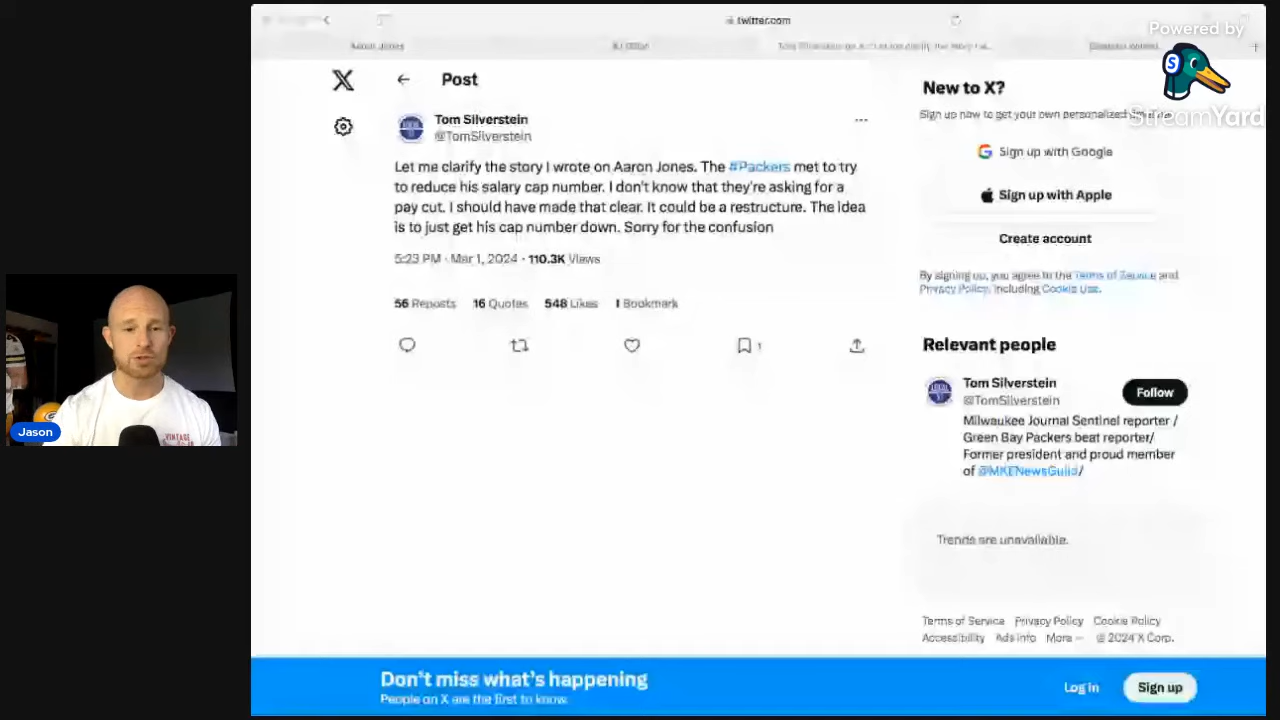 twitter.com
Powered by
StreamYard
Aaron Jones
Post
Tom Silverstein
@TomSilverstein
Let me clarify the story I wrote on Aaron Jones. The #Packers met to try
to reduce his salary cap number. I don't know that they're asking for a
pay cut. I should have made that clear. It could be a restructure. The idea
is to just get his cap number down. Sorry for the confusion
5:23 PM · Mar 1, 2024 · 110.3K Views
56 Reposts 16 Quotes 548 Likes 1 Bookmark
1
New to X?
Sign up now to get your own personalized
Sign up with Google
Sign up with Apple
Create account
By signing up, you agree to the Terms of Service and
Privacy Policy, including Cookie Use.
Relevant people
Tom Silverstein
@TomSilverstein
Follow
Milwaukee Journal Sentinel reporter /
Green Bay Packers beat reporter/
Former president and proud member
of @MKENewsGuild/
Trends are unavailable.
Terms of Service Privacy Policy Cookie Policy
Accessibility Ads info More ··· © 2024 X Corp.
Jason
VINTAGE
Don't miss what's happening
People on X are the first to know.
Log in
Sign up